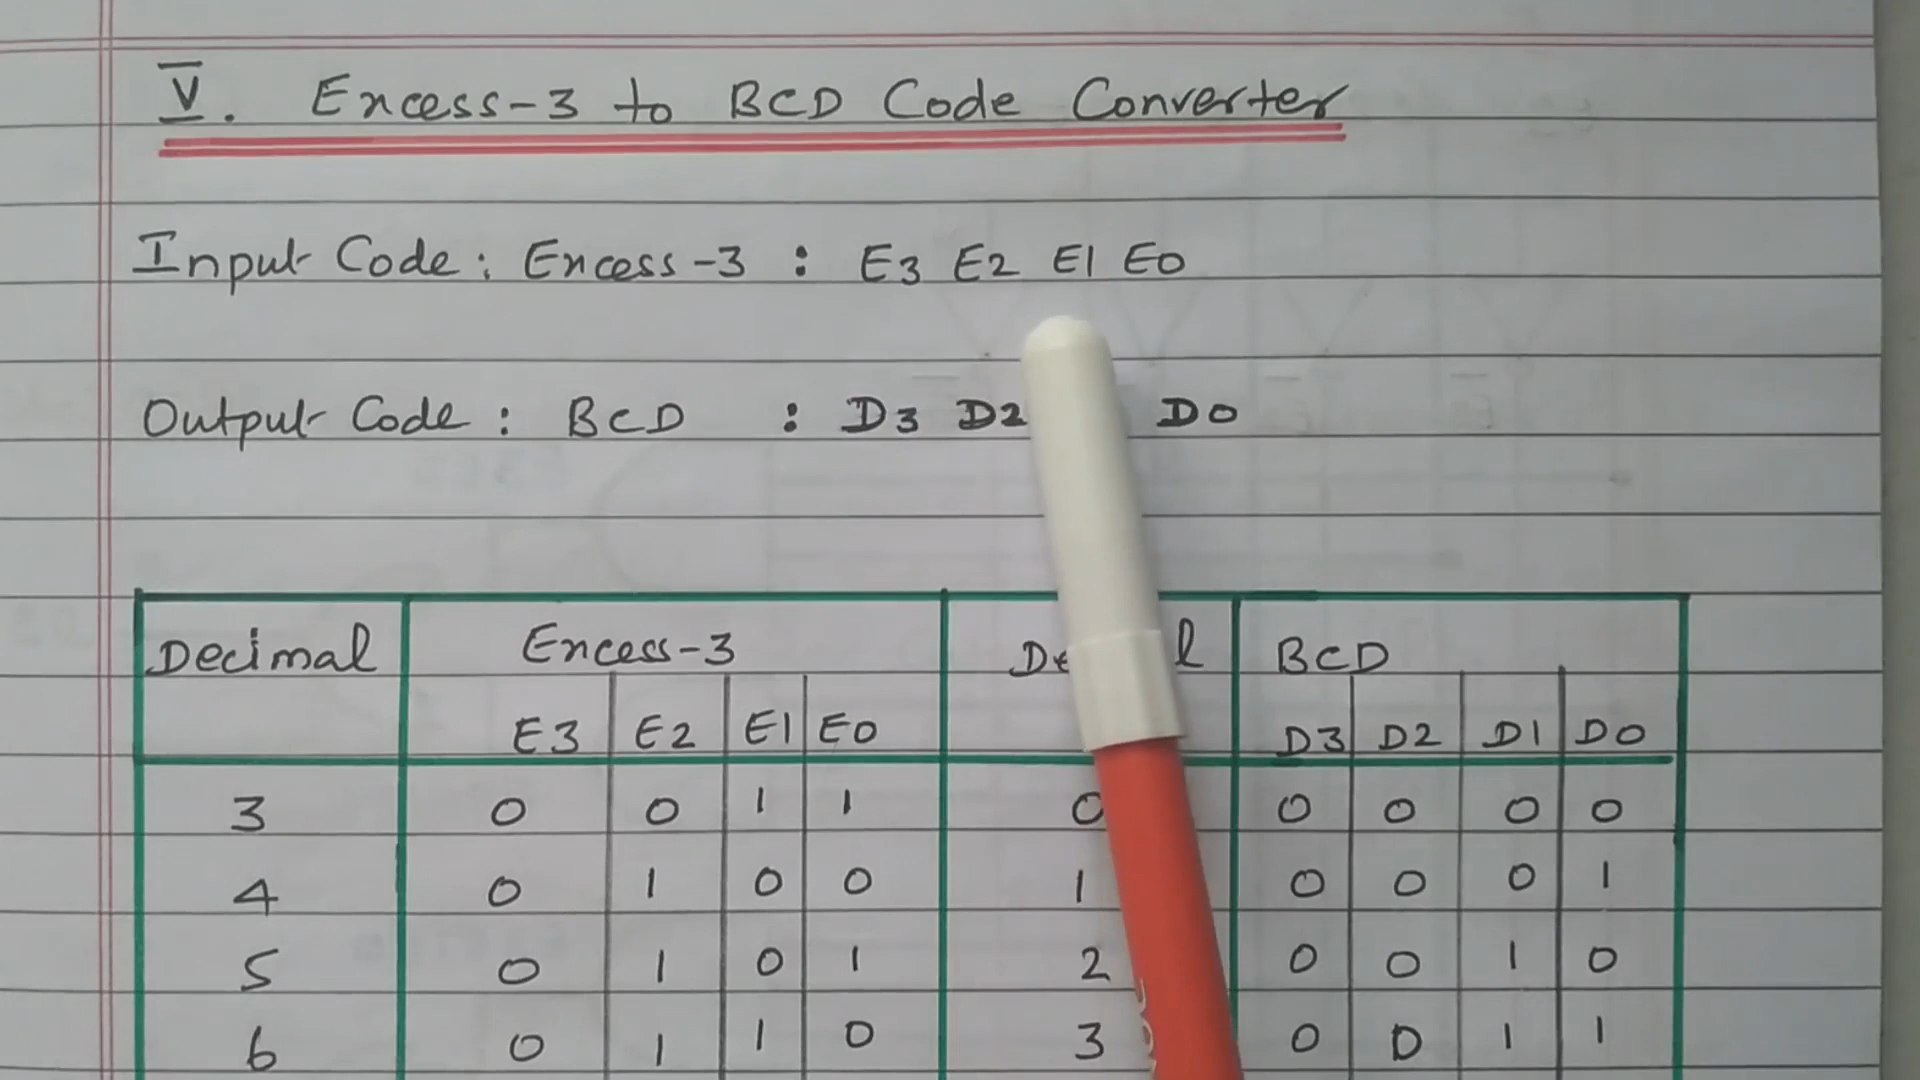 V. Excess-3 to BCD Code Converter
Input Code: Excess-3 : E3 E2 E1 E0
Output Code: BCD : D3 D2 D0
Decimal Excess-3 BCD
E3 E2 E1 E0 D3 D2 D1 D0
3 0 0 1 1 0 0 0 0 0
4 0 1 0 0 1 0 0 0 1
5 0 1 0 1 2 0 0 1 0
6 0 1 1 0 3 0 0 1 1